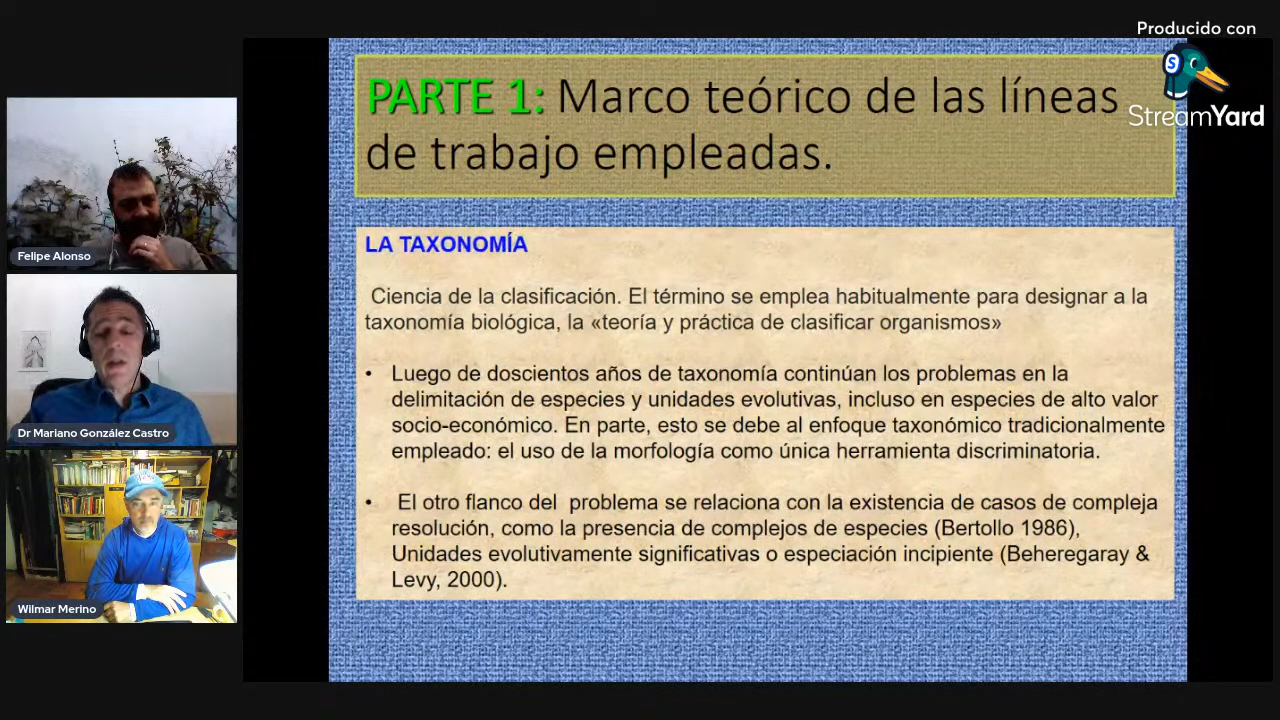 Producido con
StreamYard
PARTE 1: Marco teórico de las líneas
de trabajo empleadas.
LA TAXONOMÍA
Ciencia de la clasificación. El término se emplea habitualmente para designar a la
taxonomía biológica, la «teoría y práctica de clasificar organismos»
• Luego de doscientos años de taxonomía continúan los problemas en la
delimitación de especies y unidades evolutivas, incluso en especies de alto valor
socio-económico. En parte, esto se debe al enfoque taxonómico tradicionalmente
empleado: el uso de la morfología como única herramienta discriminatoria.
• El otro flanco del problema se relaciona con la existencia de casos de compleja
resolución, como la presencia de complejos de especies (Bertollo 1986),
Unidades evolutivamente significativas o especiación incipiente (Beheregaray &
Levy, 2000).
Felipe Alonso
Dr Mariano González Castro
Wilmar Merino